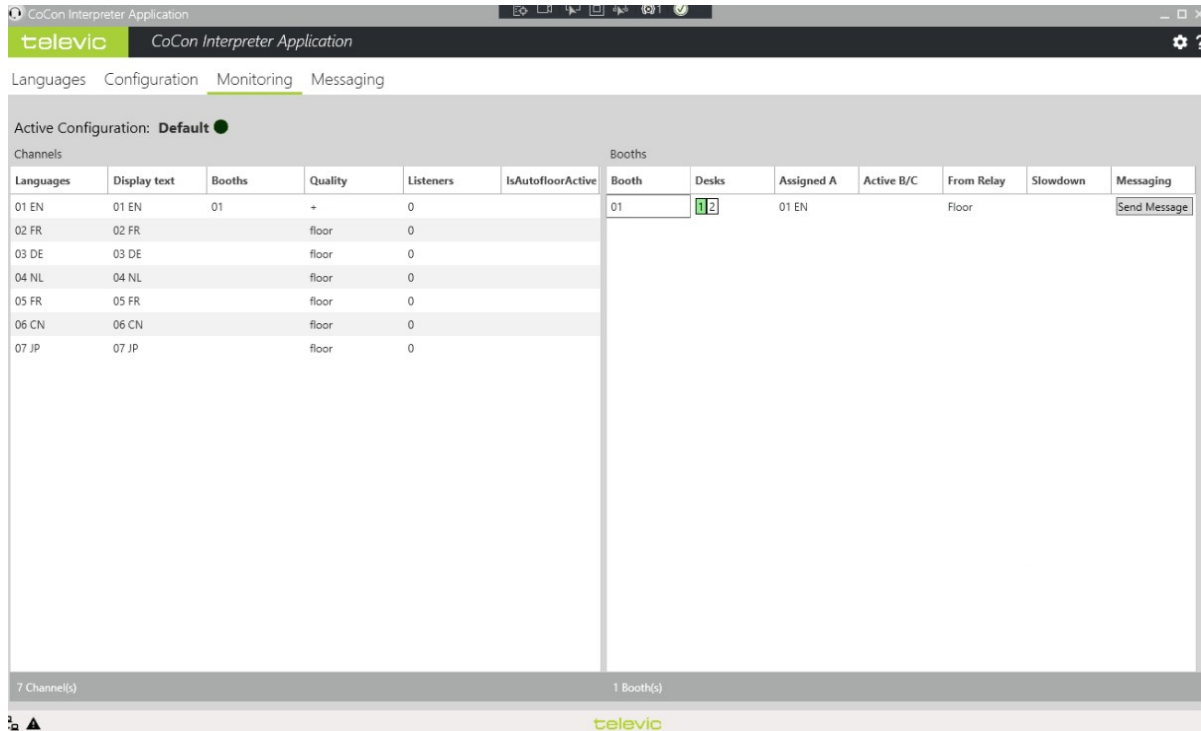 CoCon Interpreter Application
1
televic CoCon Interpreter Application ?
Languages Configuration Monitoring Messaging
Active Configuration: Default
Channels Booths
Languages Display text Booths Quality Listeners IsAutofloorActive Booth Desks Assigned A Active B/C From Relay Slowdown Messaging
01 EN 01 EN 01 + 0 01 1 2 01 EN Floor Send Message
02 FR 02 FR floor 0
03 DE 03 DE floor 0
04 NL 04 NL floor 0
05 FR 05 FR floor 0
06 CN 06 CN floor 0
07 JP 07 JP floor 0
7 Channel(s) 1 Booth(s)
televic